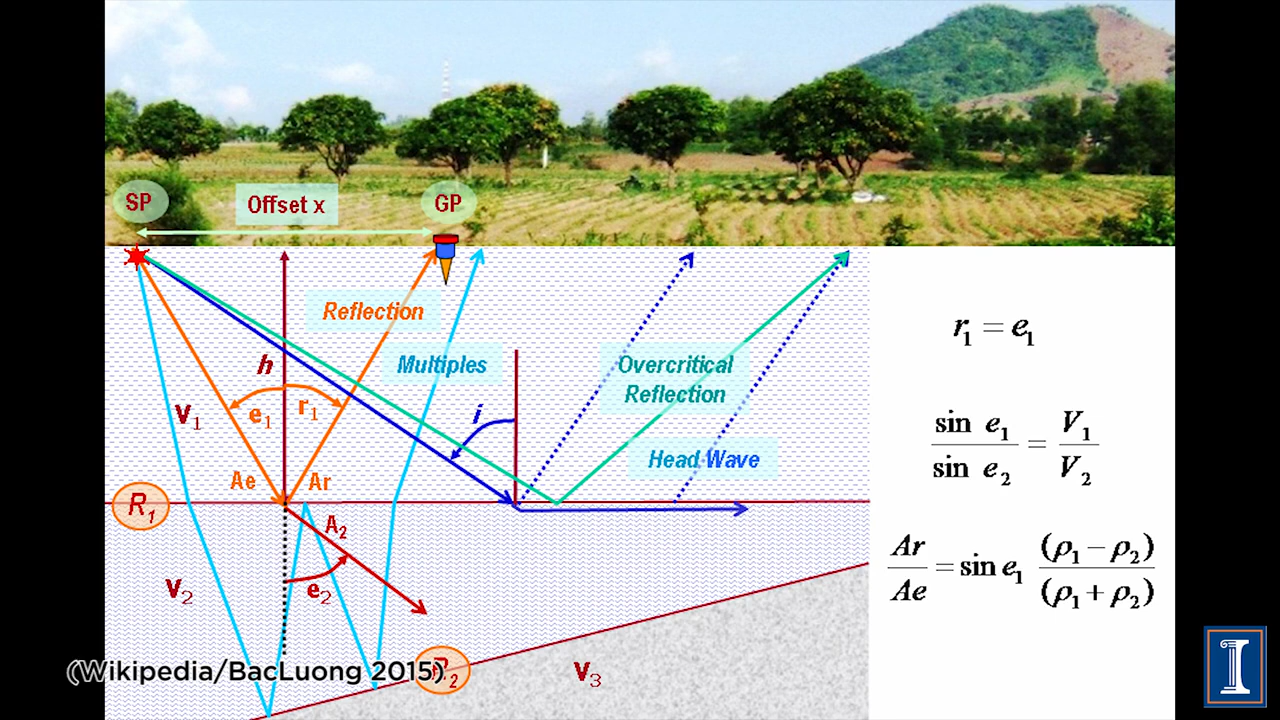 SP
Offset x
GP
Reflection
h
Multiples
Overcritical
Reflection
V1
e1
r1
i
Head Wave
Ae
Ar
R1
A2
V2
e2
(Wikipedia/BacLuong 2015)
2
V3
r1 = e1
sin e1 / sin e2 = V1 / V2
Ar / Ae = sin e1 (ρ1 − ρ2) / (ρ1 + ρ2)
I